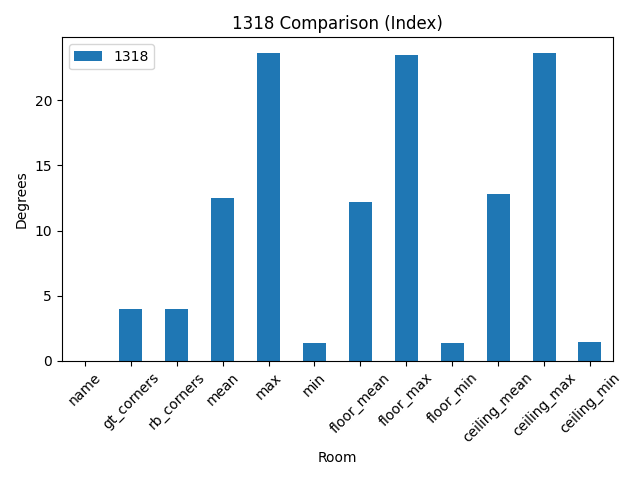 1318 Comparison (Index)
1318
Degrees
20
15
10
5
0
name
gt_corners
rb_corners
mean
max
min
floor_mean
floor_max
floor_min
ceiling_mean
ceiling_max
ceiling_min
Room